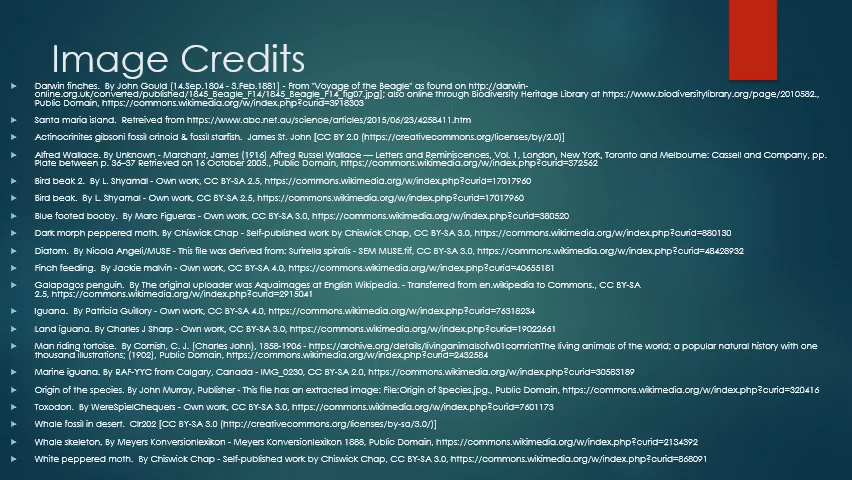 Image Credits
Darwin finches. By John Gould (14.Sep.1804 - 3.Feb.1881) - From "Voyage of the Beagle" as found on http://darwin-
online.org.uk/converted/published/1845_Beagle_F14/1845_Beagle_F14_fig07.jpg]; also online through Biodiversity Heritage Library at https://www.biodiversitylibrary.org/page/2010582.,
Public Domain, https://commons.wikimedia.org/w/index.php?curid=3918303
Santa maria island. Retreived from https://www.abc.net.au/science/articles/2015/06/23/4258411.htm
Actinocrinites gibsoni fossil crinoid & fossil starfish. James St. John [CC BY 2.0 (https://creativecommons.org/licenses/by/2.0)]
Alfred Wallace. By Unknown - Marchant, James (1916) Alfred Russel Wallace — Letters and Reminiscences, Vol. 1, London, New York, Toronto and Melbourne: Cassell and Company, pp.
Plate between p. 36–37 Retrieved on 16 October 2005., Public Domain, https://commons.wikimedia.org/w/index.php?curid=372562
Bird beak 2. By L. Shyamal - Own work, CC BY-SA 2.5, https://commons.wikimedia.org/w/index.php?curid=17017960
Bird beak. By L. Shyamal - Own work, CC BY-SA 2.5, https://commons.wikimedia.org/w/index.php?curid=17017960
Blue footed booby. By Marc Figueras - Own work, CC BY-SA 3.0, https://commons.wikimedia.org/w/index.php?curid=380520
Dark morph peppered moth. By Chiswick Chap - Self-published work by Chiswick Chap, CC BY-SA 3.0, https://commons.wikimedia.org/w/index.php?curid=880130
Diatom. By Nicola Angeli/MUSE - This file was derived from: Surirella spiralis - SEM MUSE.tif, CC BY-SA 3.0, https://commons.wikimedia.org/w/index.php?curid=48428932
Finch feeding. By Jackie malvin - Own work, CC BY-SA 4.0, https://commons.wikimedia.org/w/index.php?curid=40655181
Galapagos penguin. By The original uploader was Aquaimages at English Wikipedia. - Transferred from en.wikipedia to Commons., CC BY-SA
2.5, https://commons.wikimedia.org/w/index.php?curid=2915041
Iguana. By Patricia Guillory - Own work, CC BY-SA 4.0, https://commons.wikimedia.org/w/index.php?curid=76318234
Land iguana. By Charles J Sharp - Own work, CC BY-SA 3.0, https://commons.wikimedia.org/w/index.php?curid=19022661
Man riding tortoise. By Cornish, C. J. (Charles John), 1858-1906 - https://archive.org/details/livinganimalsofw01cornrichThe living animals of the world; a popular natural history with one
thousand illustrations; (1902), Public Domain, https://commons.wikimedia.org/w/index.php?curid=2432584
Marine iguana. By RAF-YYC from Calgary, Canada - IMG_0230, CC BY-SA 2.0, https://commons.wikimedia.org/w/index.php?curid=30583189
Origin of the species. By John Murray, Publisher - This file has an extracted image: File:Origin of Species.jpg., Public Domain, https://commons.wikimedia.org/w/index.php?curid=320416
Toxodon. By WereSpielChequers - Own work, CC BY-SA 3.0, https://commons.wikimedia.org/w/index.php?curid=7601173
Whale fossil in desert. Clr202 [CC BY-SA 3.0 (http://creativecommons.org/licenses/by-sa/3.0/)]
Whale skeleton. By Meyers Konversionlexikon - Meyers Konversionlexikon 1888, Public Domain, https://commons.wikimedia.org/w/index.php?curid=2134392
White peppered moth. By Chiswick Chap - Self-published work by Chiswick Chap, CC BY-SA 3.0, https://commons.wikimedia.org/w/index.php?curid=868091